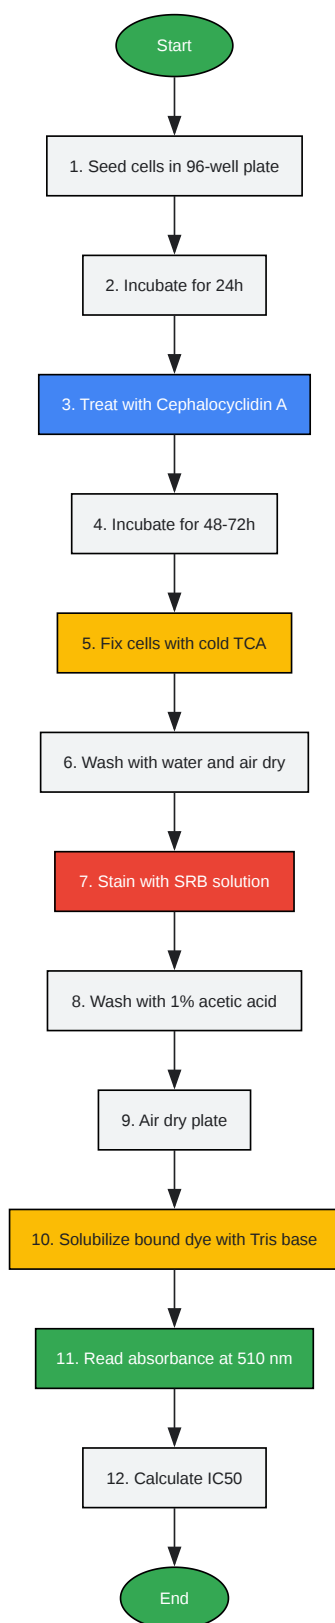 Start
1. Seed cells in 96-well plate
2. Incubate for 24h
3. Treat with Cephalocyclidin A
4. Incubate for 48-72h
5. Fix cells with cold TCA
6. Wash with water and air dry
7. Stain with SRB solution
8. Wash with 1% acetic acid
9. Air dry plate
10. Solubilize bound dye with Tris base
11. Read absorbance at 510 nm
12. Calculate IC50
End